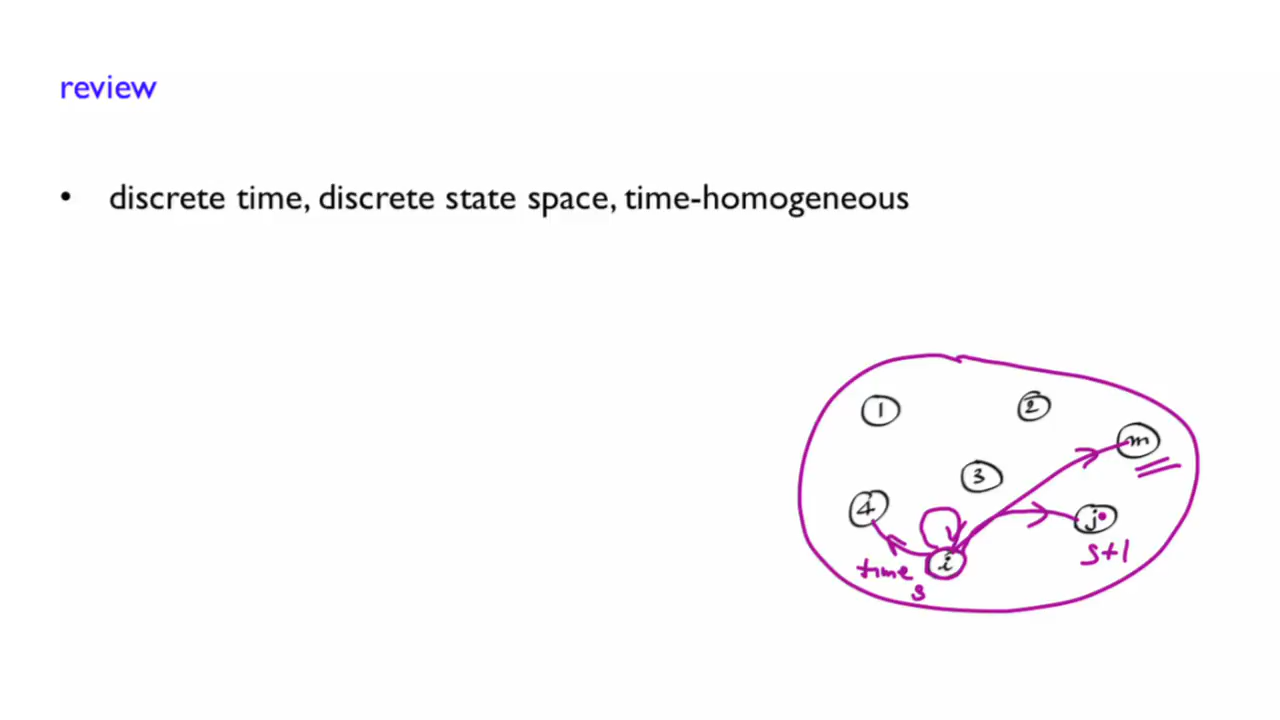 review
• discrete time, discrete state space, time-homogeneous
1
2
m
3
4
j
i
s+1
time
s